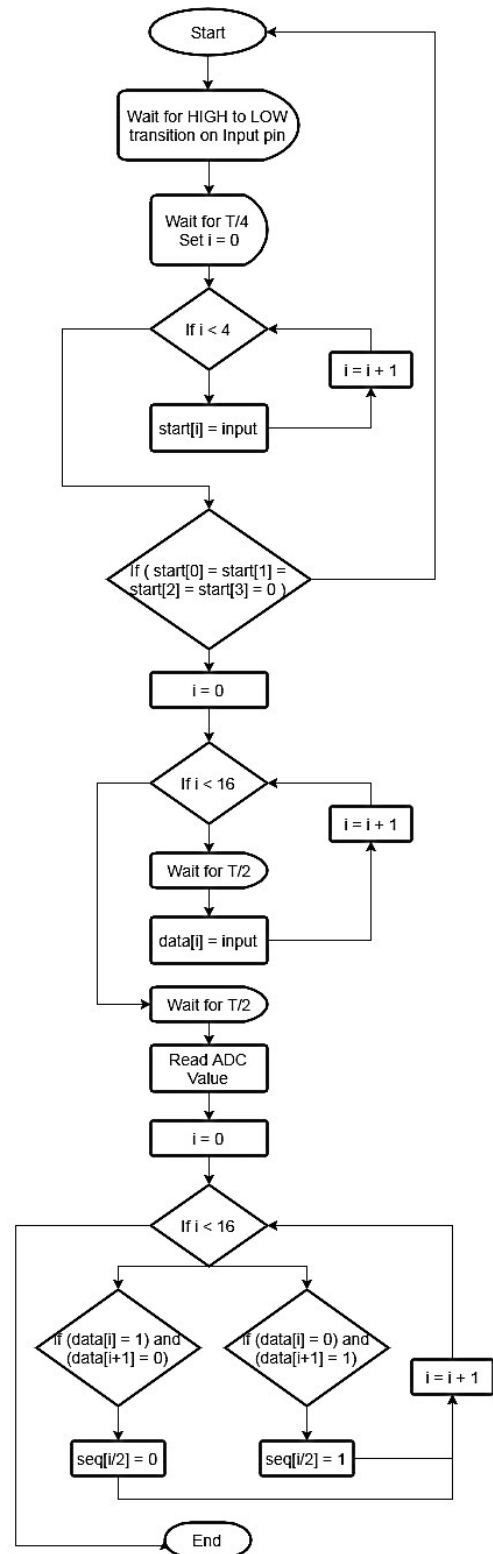 Start
Wait for HIGH to LOW
transition on Input pin
Wait for T/4
Set i = 0
If i < 4
i = i + 1
start[i] = input
If ( start[0] = start[1] =
start[2] = start[3] = 0 )
i = 0
If i < 16
i = i + 1
Wait for T/2
data[i] = input
Wait for T/2
Read ADC
Value
i = 0
If i < 16
If (data[i] = 1) and
(data[i+1] = 0)
If (data[i] = 0) and
(data[i+1] = 1)
i = i + 1
seq[i/2] = 0
seq[i/2] = 1
End